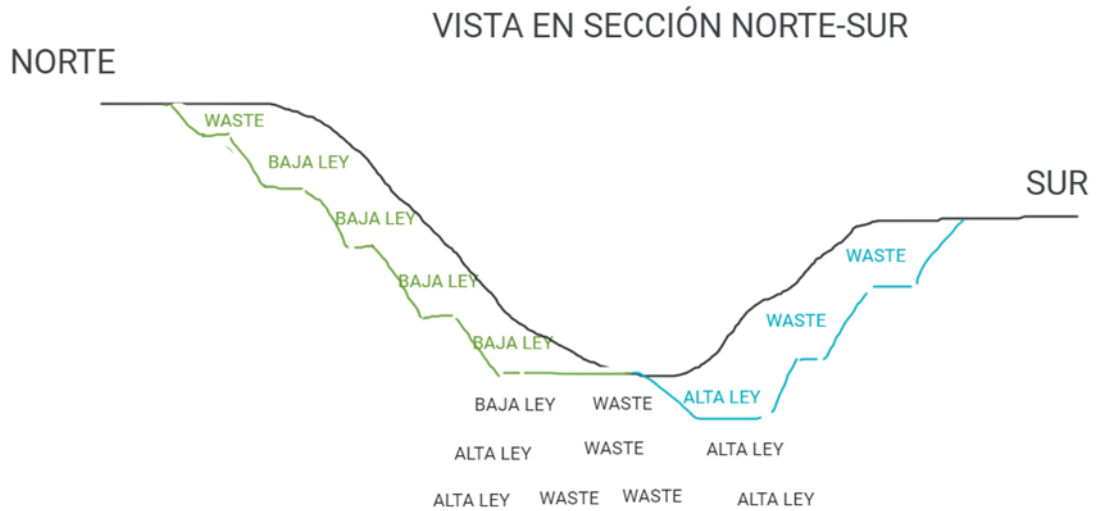 VISTA EN SECCIÓN NORTE-SUR
NORTE
WASTE
BAJA LEY
SUR
BAJA LEY
WASTE
BAJA LEY
WASTE
BAJA LEY
ALTA LEY
BAJA LEY WASTE
ALTA LEY WASTE ALTA LEY
ALTA LEY WASTE WASTE ALTA LEY